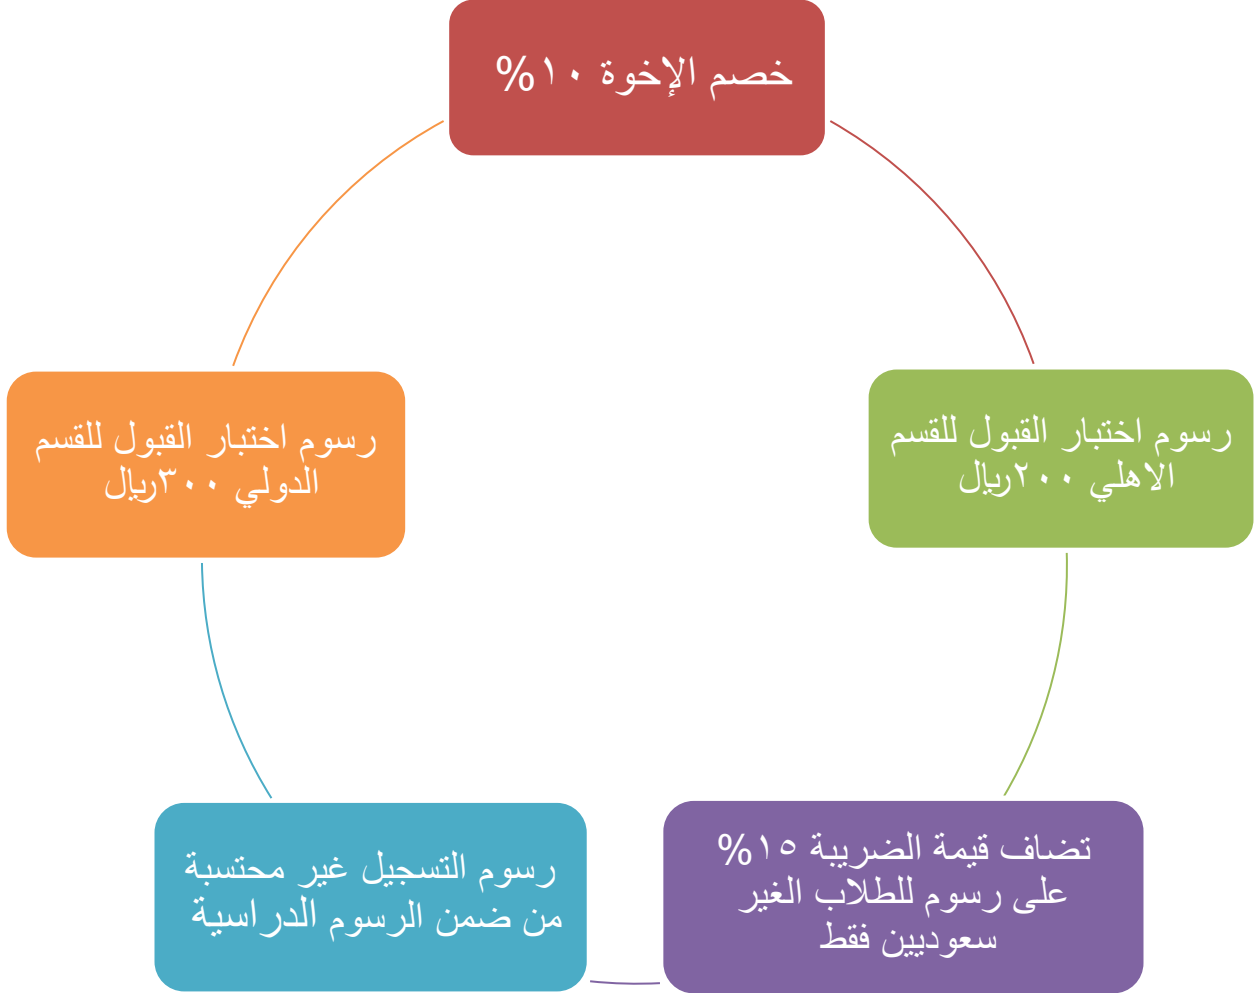 خصم الإخوة ١٠%
رسوم اختبار القبول للقسم
الاهلي ٢٠٠ريال
تضاف قيمة الضريبة ١٥%
على رسوم للطلاب الغير
سعوديين فقط
رسوم التسجيل غير محتسبة
من ضمن الرسوم الدراسية
رسوم اختبار القبول للقسم
الدولي ٣٠٠ريال